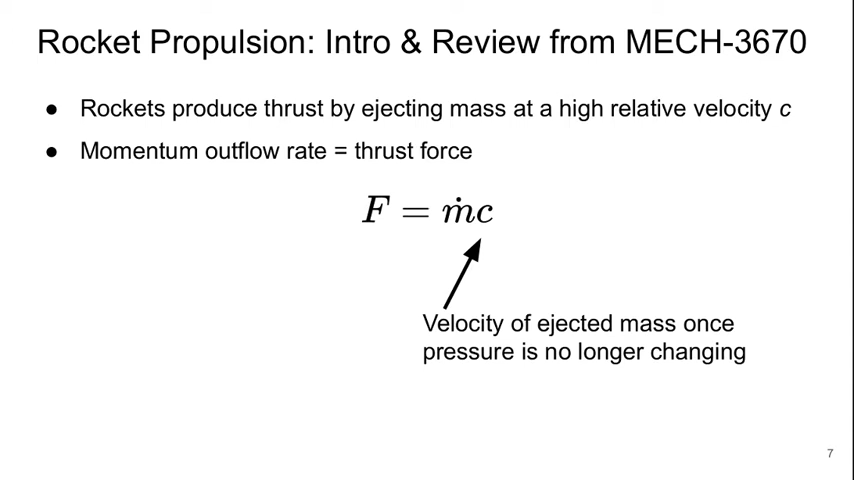 Rocket Propulsion: Intro & Review from MECH-3670
● Rockets produce thrust by ejecting mass at a high relative velocity c
● Momentum outflow rate = thrust force
F = ṁc
Velocity of ejected mass once
pressure is no longer changing
7